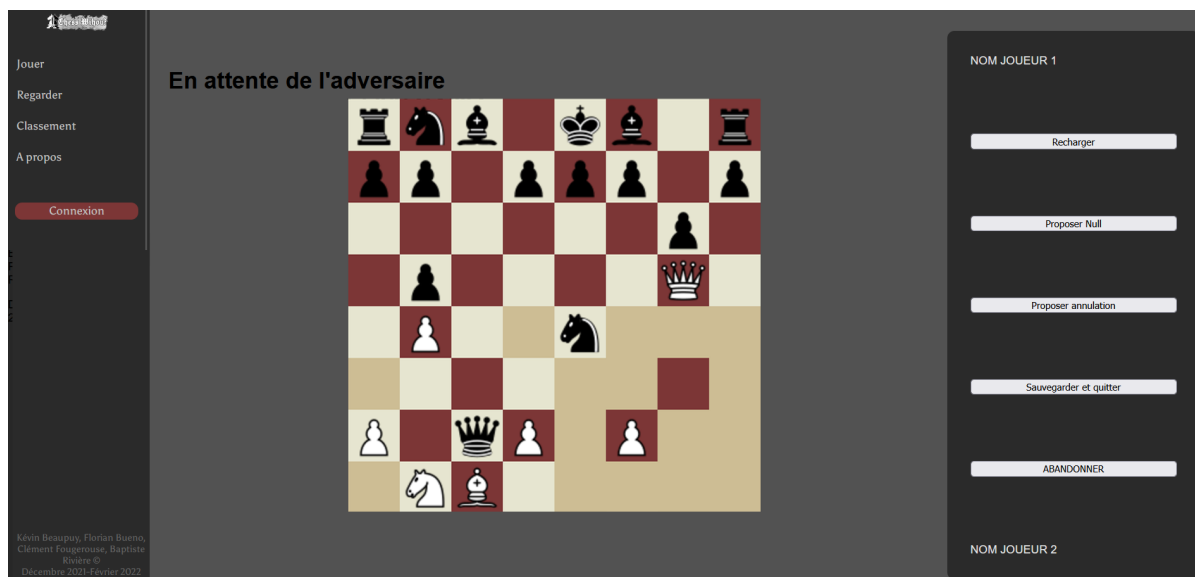 Jouer
Regarder
Classement
A propos
Connexion
Kévin Beaupuy, Florian Bueno,
Clément Fougerouse, Baptiste
Rivière ©
Décembre 2021-Février 2022
En attente de l'adversaire
NOM JOUEUR 1
Recharger
Proposer Null
Proposer annulation
Sauvegarder et quitter
ABANDONNER
NOM JOUEUR 2